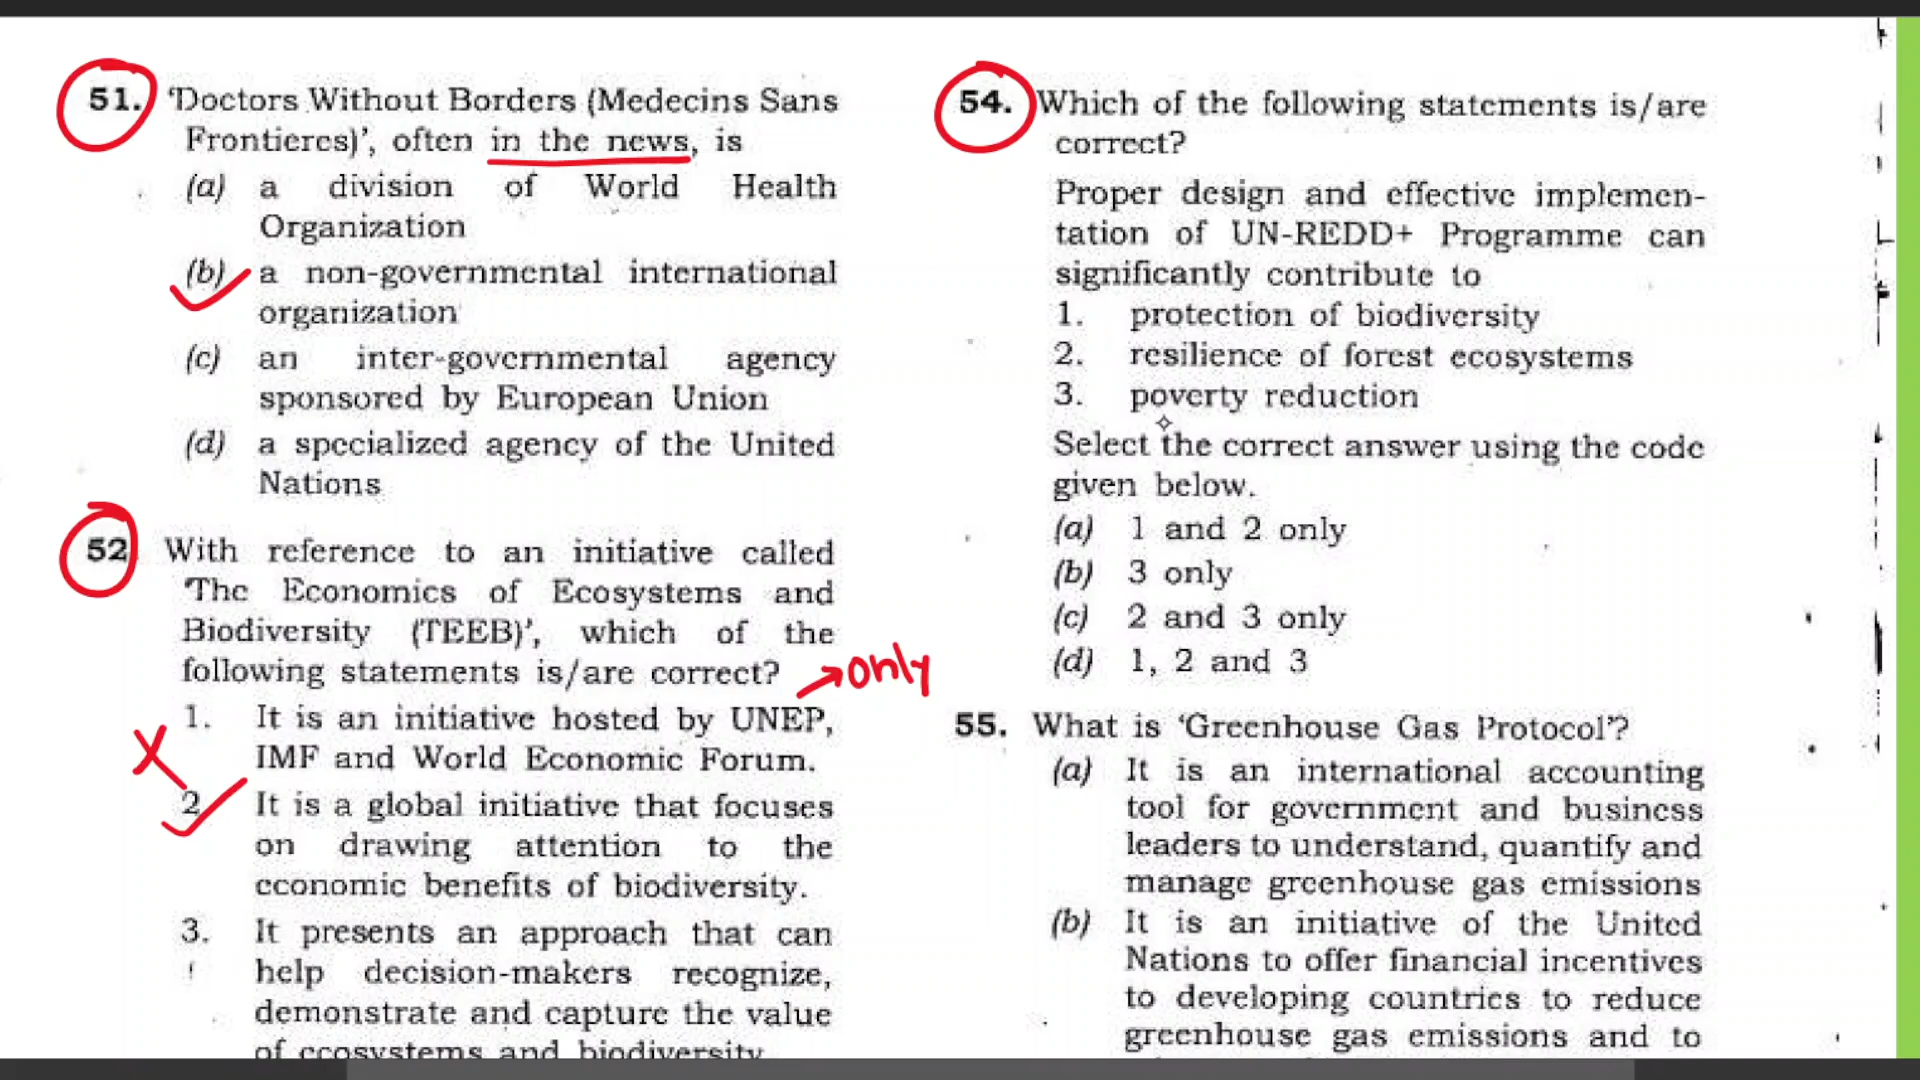 51. 'Doctors Without Borders (Medecins Sans
Frontieres)', often in the news, is
(a) a division of World Health
Organization
(b) a non-governmental international
organization
(c) an inter-governmental agency
sponsored by European Union
(d) a specialized agency of the United
Nations
52 With reference to an initiative called
'The Economics of Ecosystems and
Biodiversity (TEEB)', which of the
following statements is/are correct?
only
1. It is an initiative hosted by UNEP,
IMF and World Economic Forum.
2 It is a global initiative that focuses
on drawing attention to the
economic benefits of biodiversity.
3. It presents an approach that can
help decision-makers recognize,
demonstrate and capture the value
of ecosystems and biodiversity
54. Which of the following statements is/are
correct?
Proper design and effective implemen-
tation of UN-REDD+ Programme can
significantly contribute to
1. protection of biodiversity
2. resilience of forest ecosystems
3. poverty reduction
Select the correct answer using the code
given below.
(a) 1 and 2 only
(b) 3 only
(c) 2 and 3 only
(d) 1, 2 and 3
55. What is 'Greenhouse Gas Protocol'?
(a) It is an international accounting
tool for government and business
leaders to understand, quantify and
manage greenhouse gas emissions
(b) It is an initiative of the United
Nations to offer financial incentives
to developing countries to reduce
greenhouse gas emissions and to